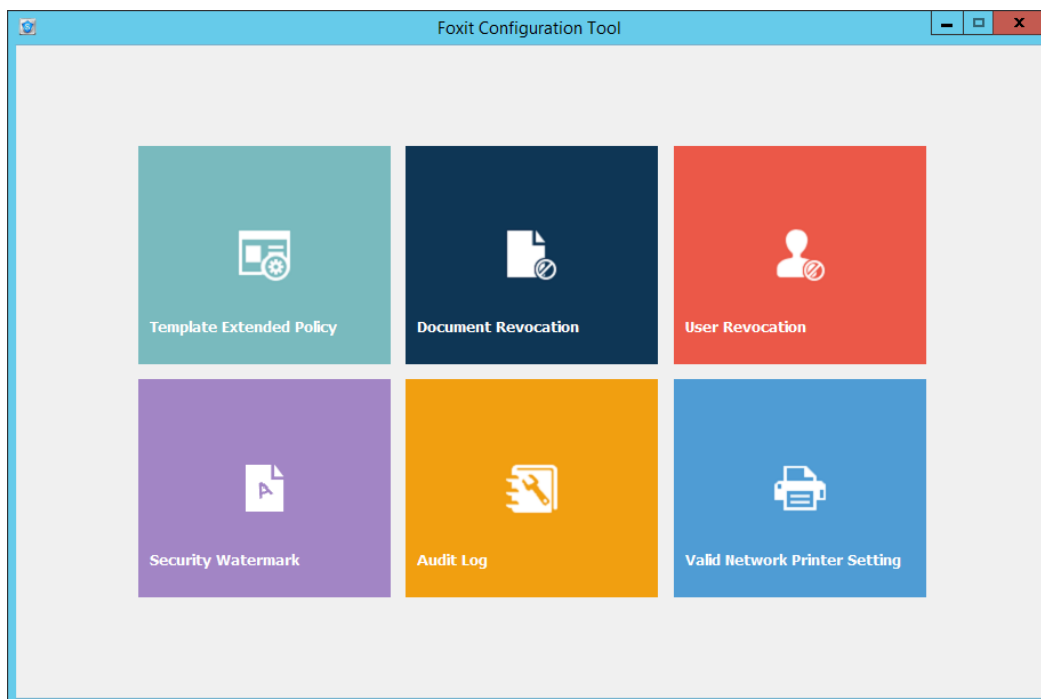 Foxit Configuration Tool
Template Extended Policy
Document Revocation
User Revocation
Security Watermark
Audit Log
Valid Network Printer Setting